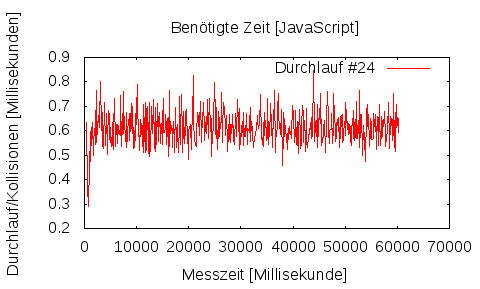 Benötigte Zeit [JavaScript]
Durchlauf/Kollisionen [Millisekunden]
Durchlauf #24
0.9
0.8
0.7
0.6
0.5
0.4
0.3
0.2
0 10000 20000 30000 40000 50000 60000 70000
Messzeit [Millisekunde]